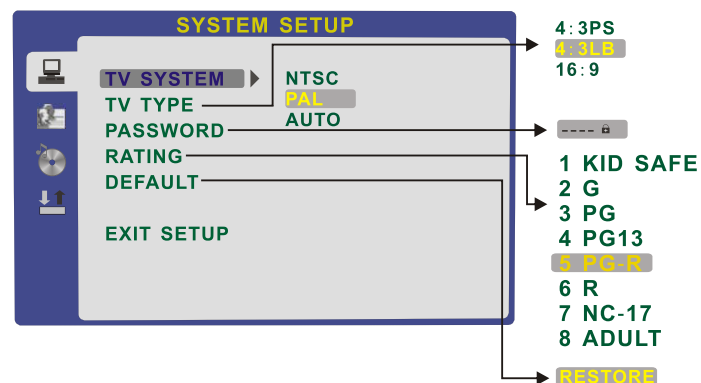 SYSTEM SETUP
TV SYSTEM
TV TYPE
PASSWORD
RATING
DEFAULT
EXIT SETUP
NTSC
PAL
AUTO
4:3PS
4:3LB
16:9
----
1 KID SAFE
2 G
3 PG
4 PG13
5 PG-R
6 R
7 NC-17
8 ADULT
RESTORE